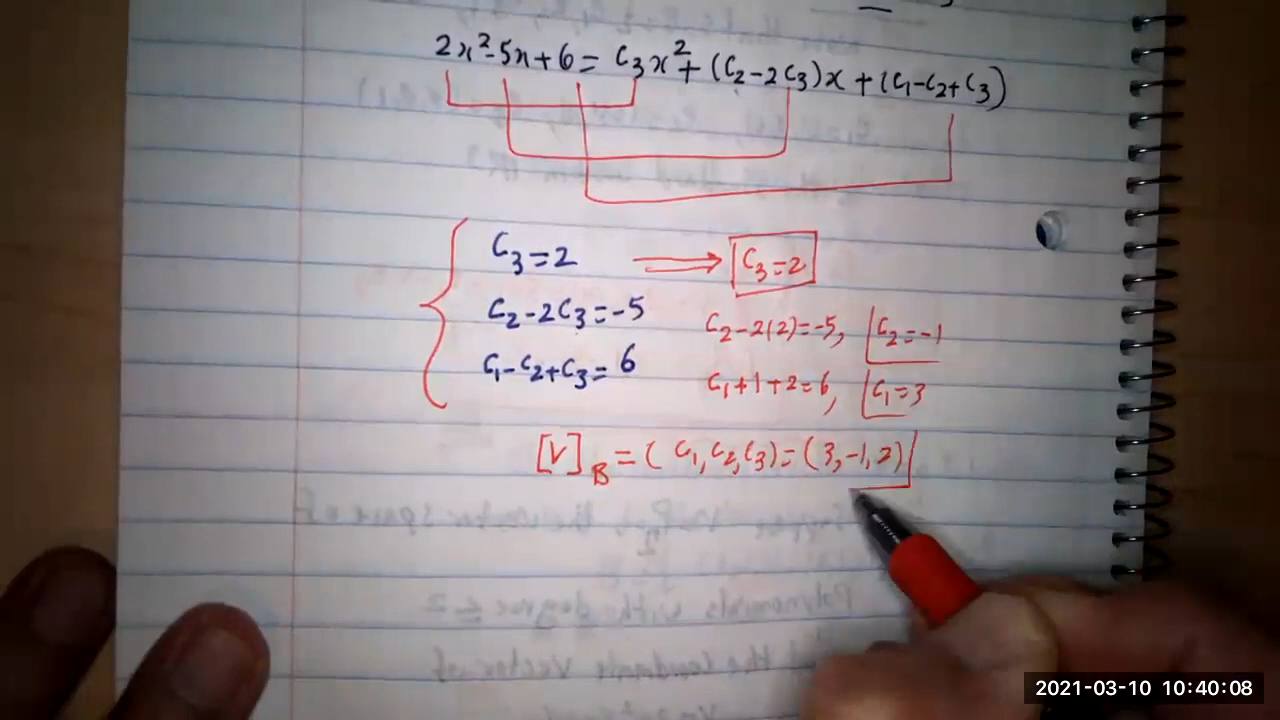 2x²-5x+6 = C₃x² + (C₂-2C₃)x + (C₁-C₂+C₃)
C₃=2 ⟹ C₃=2
C₂-2C₃=-5 C₂-2(2)=-5, C₂=-1
C₁-C₂+C₃=6 C₁+1+2=6, C₁=3
[V]_B = (C₁,C₂,C₃)=(3,-1,2)
2021-03-10 10:40:08